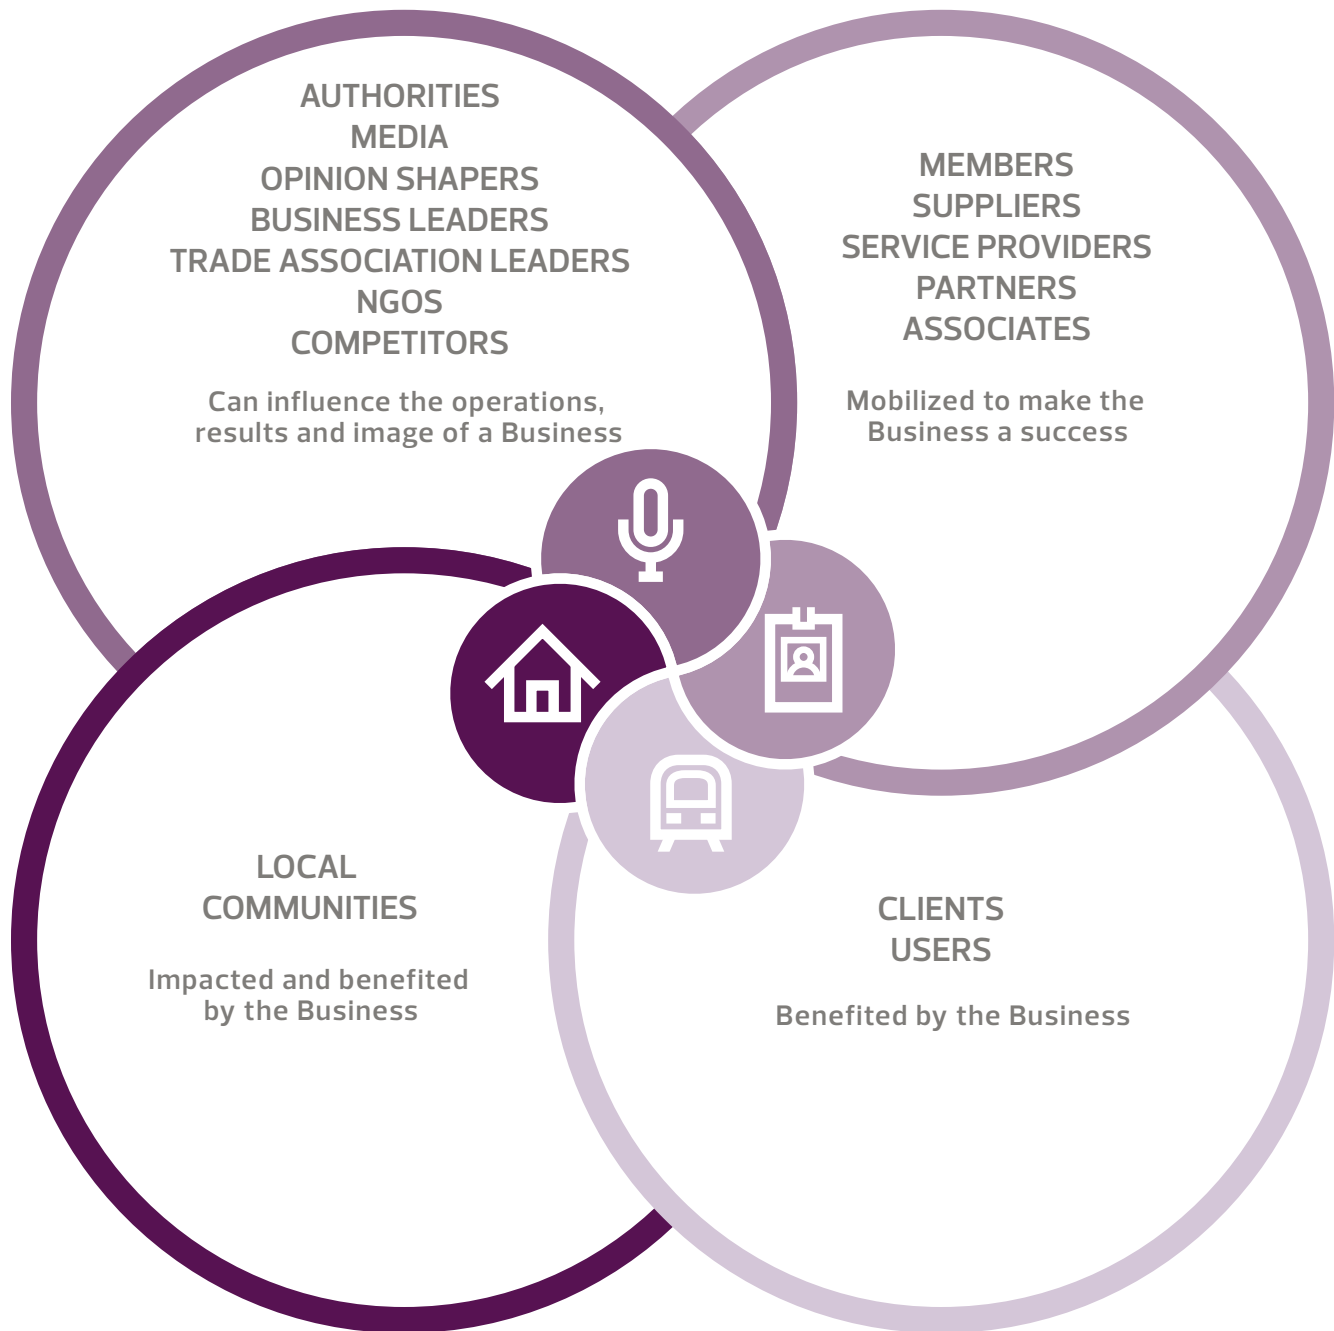 AUTHORITIES
MEDIA
OPINION SHAPERS
BUSINESS LEADERS
TRADE ASSOCIATION LEADERS
NGOS
COMPETITORS
Can influence the operations,
results and image of a Business
MEMBERS
SUPPLIERS
SERVICE PROVIDERS
PARTNERS
ASSOCIATES
Mobilized to make the
Business a success
LOCAL
COMMUNITIES
Impacted and benefited
by the Business
CLIENTS
USERS
Benefited by the Business